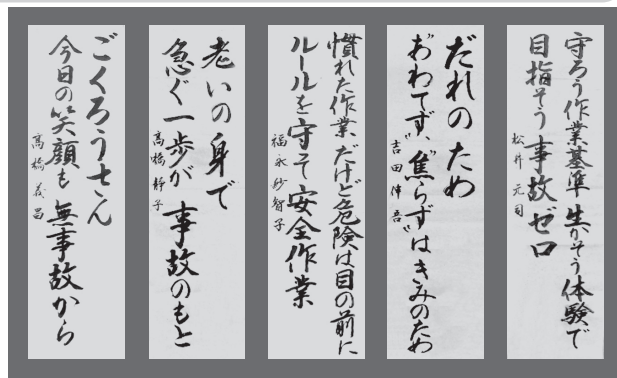 守ろう作業基準 生かそう体験で
目指そう事故ゼロ
松井元司
だれのため
"あわてず、焦らず"はきみのため
吉田伸吾
慣れた作業、だけど危険は目の前に
ルールを守って安全作業
福永紗智子
老いの身で
急ぐ一歩が 事故のもと
高橋静子
ごくろうさん
今日の笑顔も 無事故から
高橋義昌